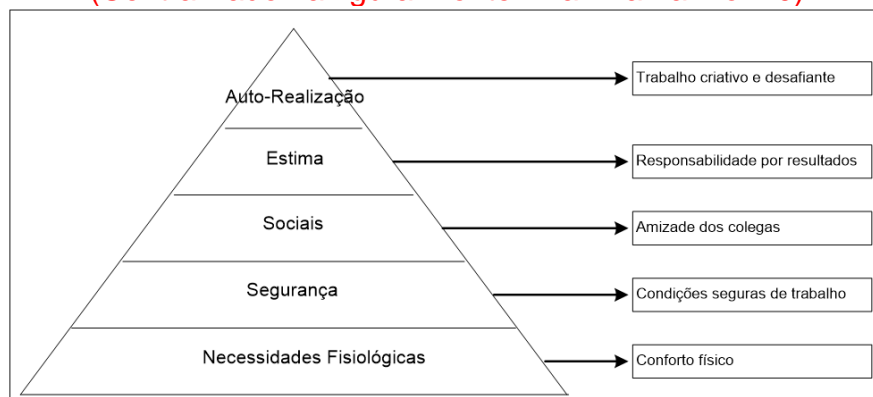 Auto-Realização
Trabalho criativo e desafiante
Estima
Responsabilidade por resultados
Sociais
Amizade dos colegas
Segurança
Condições seguras de trabalho
Necessidades Fisiológicas
Conforto físico